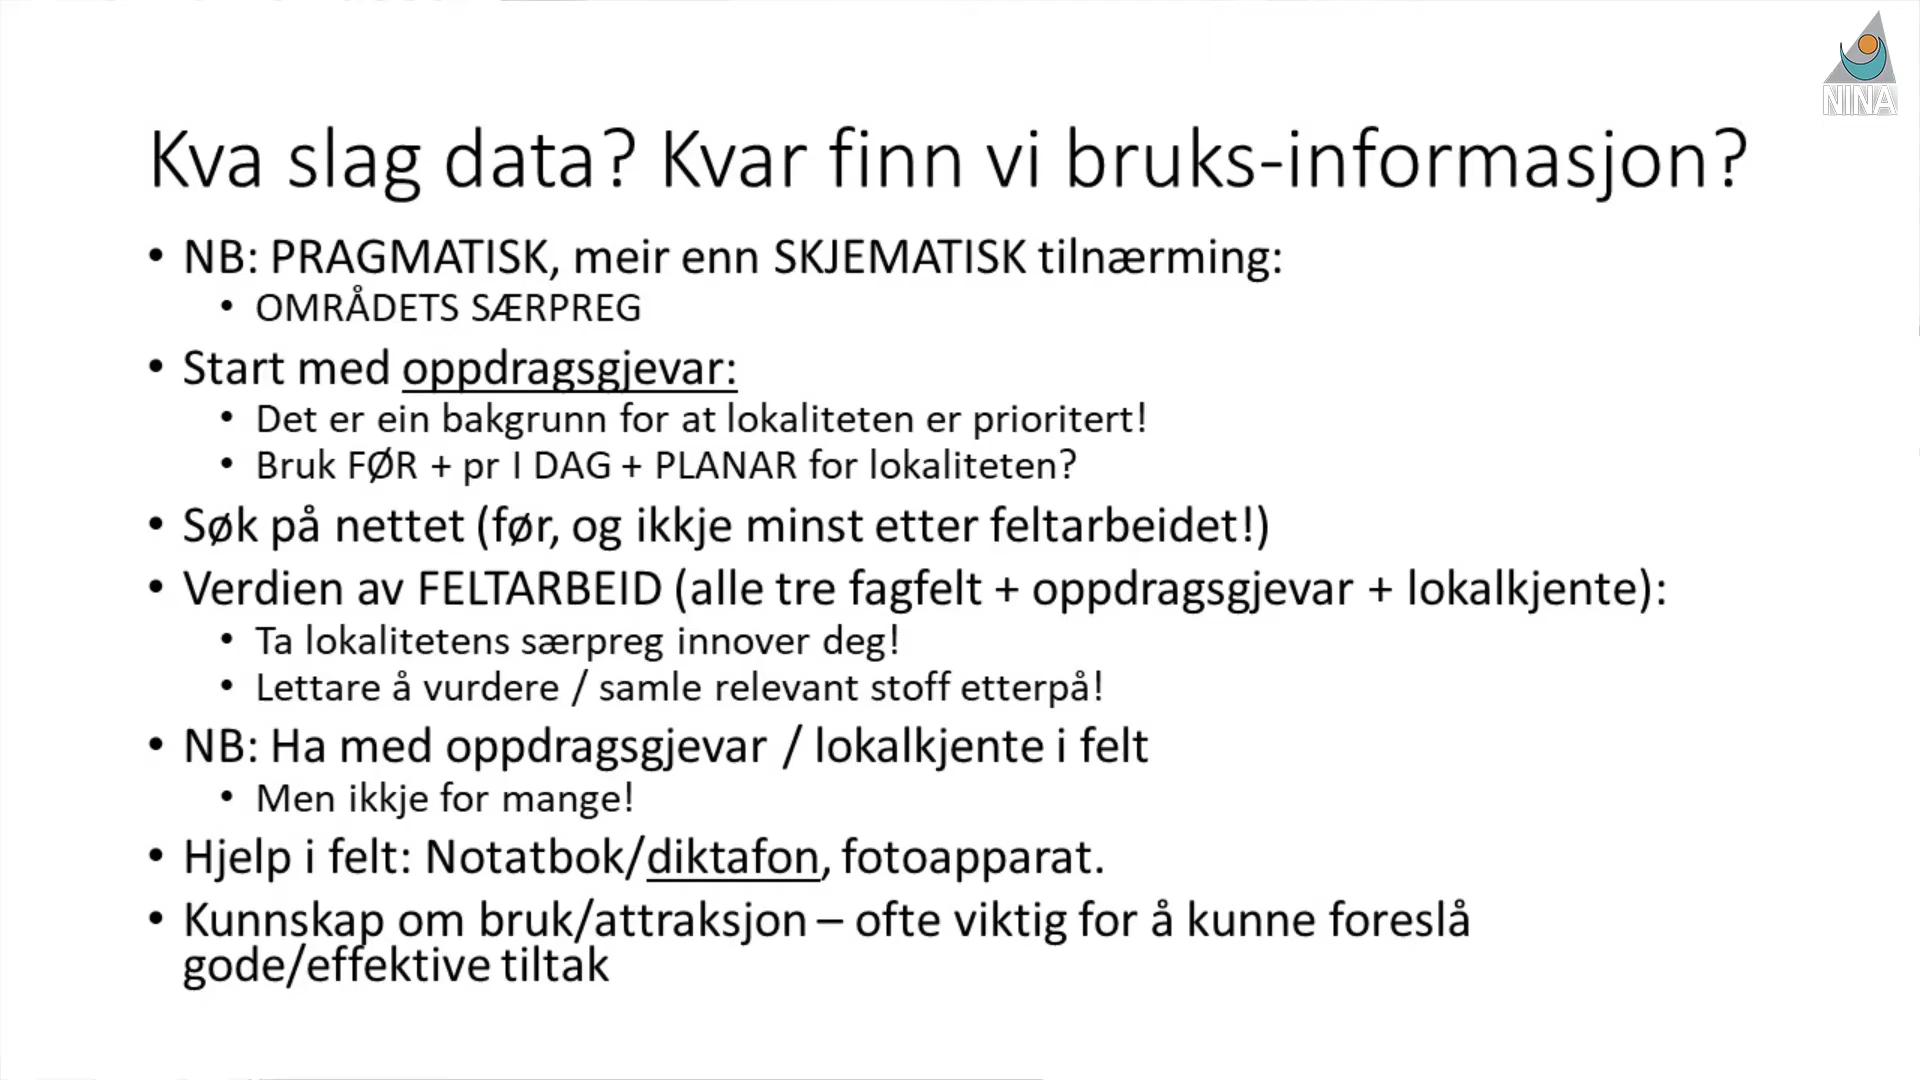 NINA
Kva slag data? Kvar finn vi bruks-informasjon?
• NB: PRAGMATISK, meir enn SKJEMATISK tilnærming:
• OMRÅDETS SÆRPREG
• Start med oppdragsgjevar:
• Det er ein bakgrunn for at lokaliteten er prioritert!
• Bruk FØR + pr I DAG + PLANAR for lokaliteten?
• Søk på nettet (før, og ikkje minst etter feltarbeidet!)
• Verdien av FELTARBEID (alle tre fagfelt + oppdragsgjevar + lokalkjente):
• Ta lokalitetens særpreg innover deg!
• Lettare å vurdere / samle relevant stoff etterpå!
• NB: Ha med oppdragsgjevar / lokalkjente i felt
• Men ikkje for mange!
• Hjelp i felt: Notatbok/diktafon, fotoapparat.
• Kunnskap om bruk/attraksjon – ofte viktig for å kunne foreslå
gode/effektive tiltak